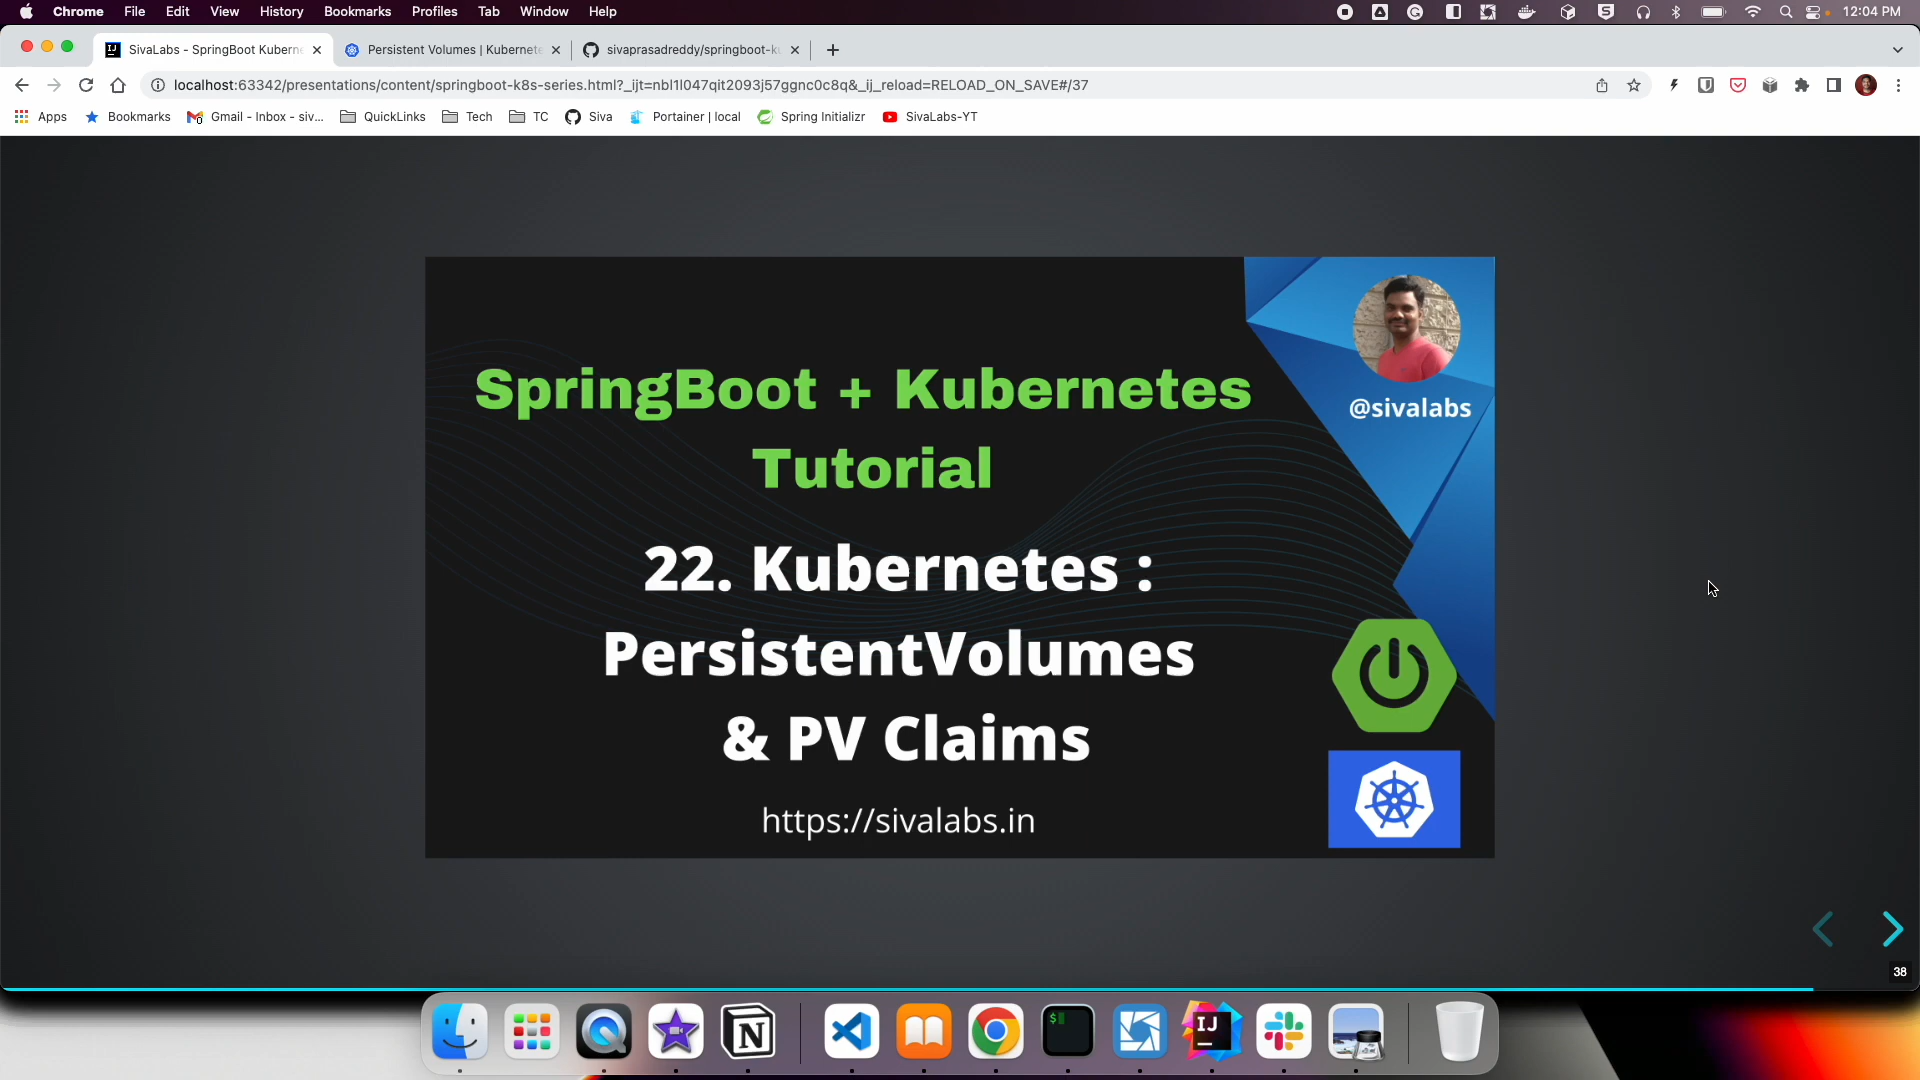 Chrome File Edit View History Bookmarks Profiles Tab Window Help 12:04 PM
SivaLabs - SpringBoot Kuberne Persistent Volumes | Kubernete sivaprasadreddy/springboot-k
localhost:63342/presentations/content/springboot-k8s-series.html?_ijt=nbl1l047qit2093j57ggnc0c8q&_ij_reload=RELOAD_ON_SAVE#/37
Apps Bookmarks Gmail - Inbox - siv... QuickLinks Tech TC Siva Portainer | local Spring Initializr SivaLabs-YT
@sivalabs
SpringBoot + Kubernetes
Tutorial
22. Kubernetes :
PersistentVolumes
& PV Claims
https://sivalabs.in
38